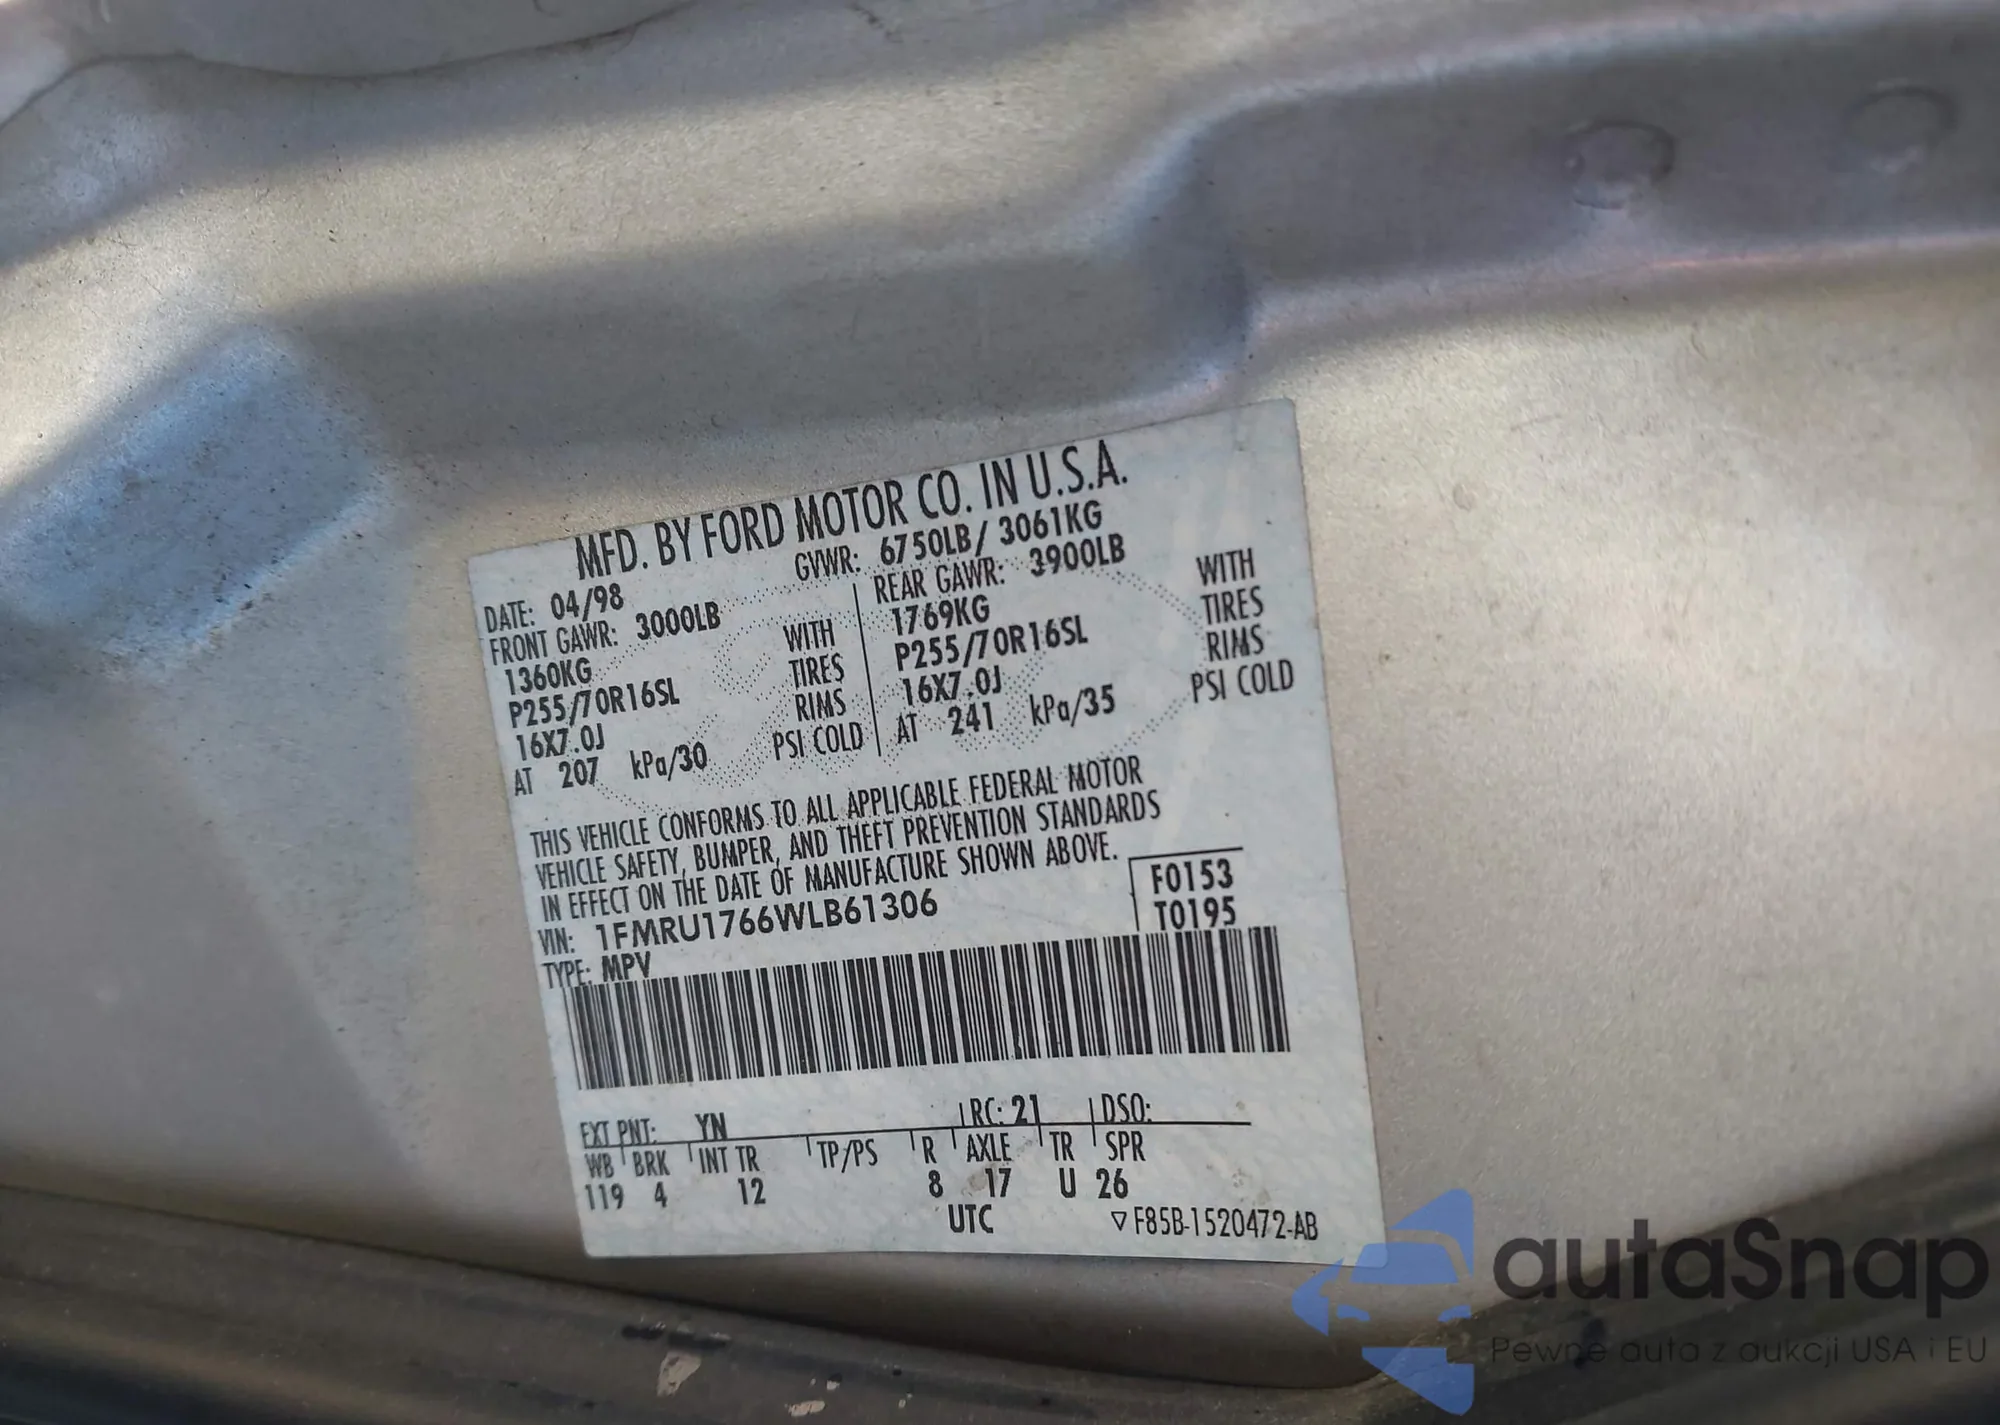 MFD. BY FORD MOTOR CO. IN U.S.A.
DATE: 04/98 GVWR: 6750LB/ 3061KG
FRONT GAWR: 3000LB REAR GAWR: 3900LB
1360KG WITH 1769KG WITH
P255/70R16SL TIRES P255/70R16SL TIRES
16X7.0J RIMS 16X7.0J RIMS
AT 207 kPa/30 PSI COLD AT 241 kPa/35 PSI COLD
THIS VEHICLE CONFORMS TO ALL APPLICABLE FEDERAL MOTOR
VEHICLE SAFETY, BUMPER, AND THEFT PREVENTION STANDARDS
IN EFFECT ON THE DATE OF MANUFACTURE SHOWN ABOVE.
VIN: 1FMRU1766WLB61306 F0153
TYPE: MPV T0195
EXT PNT: YN RC: 21 DSO:
WB BRK INT TR TP/PS R AXLE TR SPR
119 4 12 8 17 U 26
UTC ▽ F85B-1520472-AB
autaSnap
Pewne auta z aukcji USA i EU